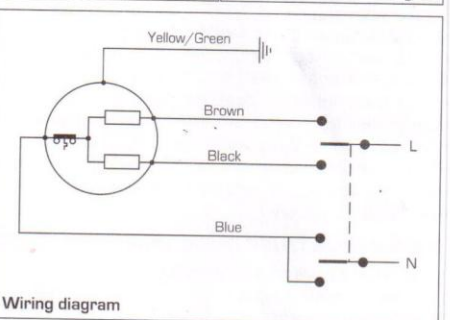 Yellow/Green
Brown
Black
L
Blue
N
Wiring diagram